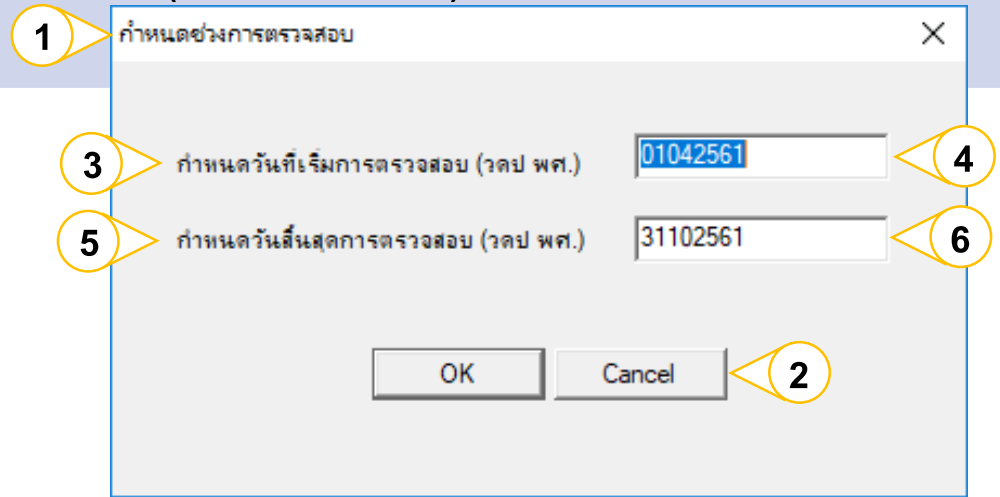 1 กำหนดช่วงการตรวจสอบ
3 กำหนดวันที่เริ่มการตรวจสอบ (วดป พศ.) 01042561 4
5 กำหนดวันสิ้นสุดการตรวจสอบ (วดป พศ.) 31102561 6
OK Cancel 2